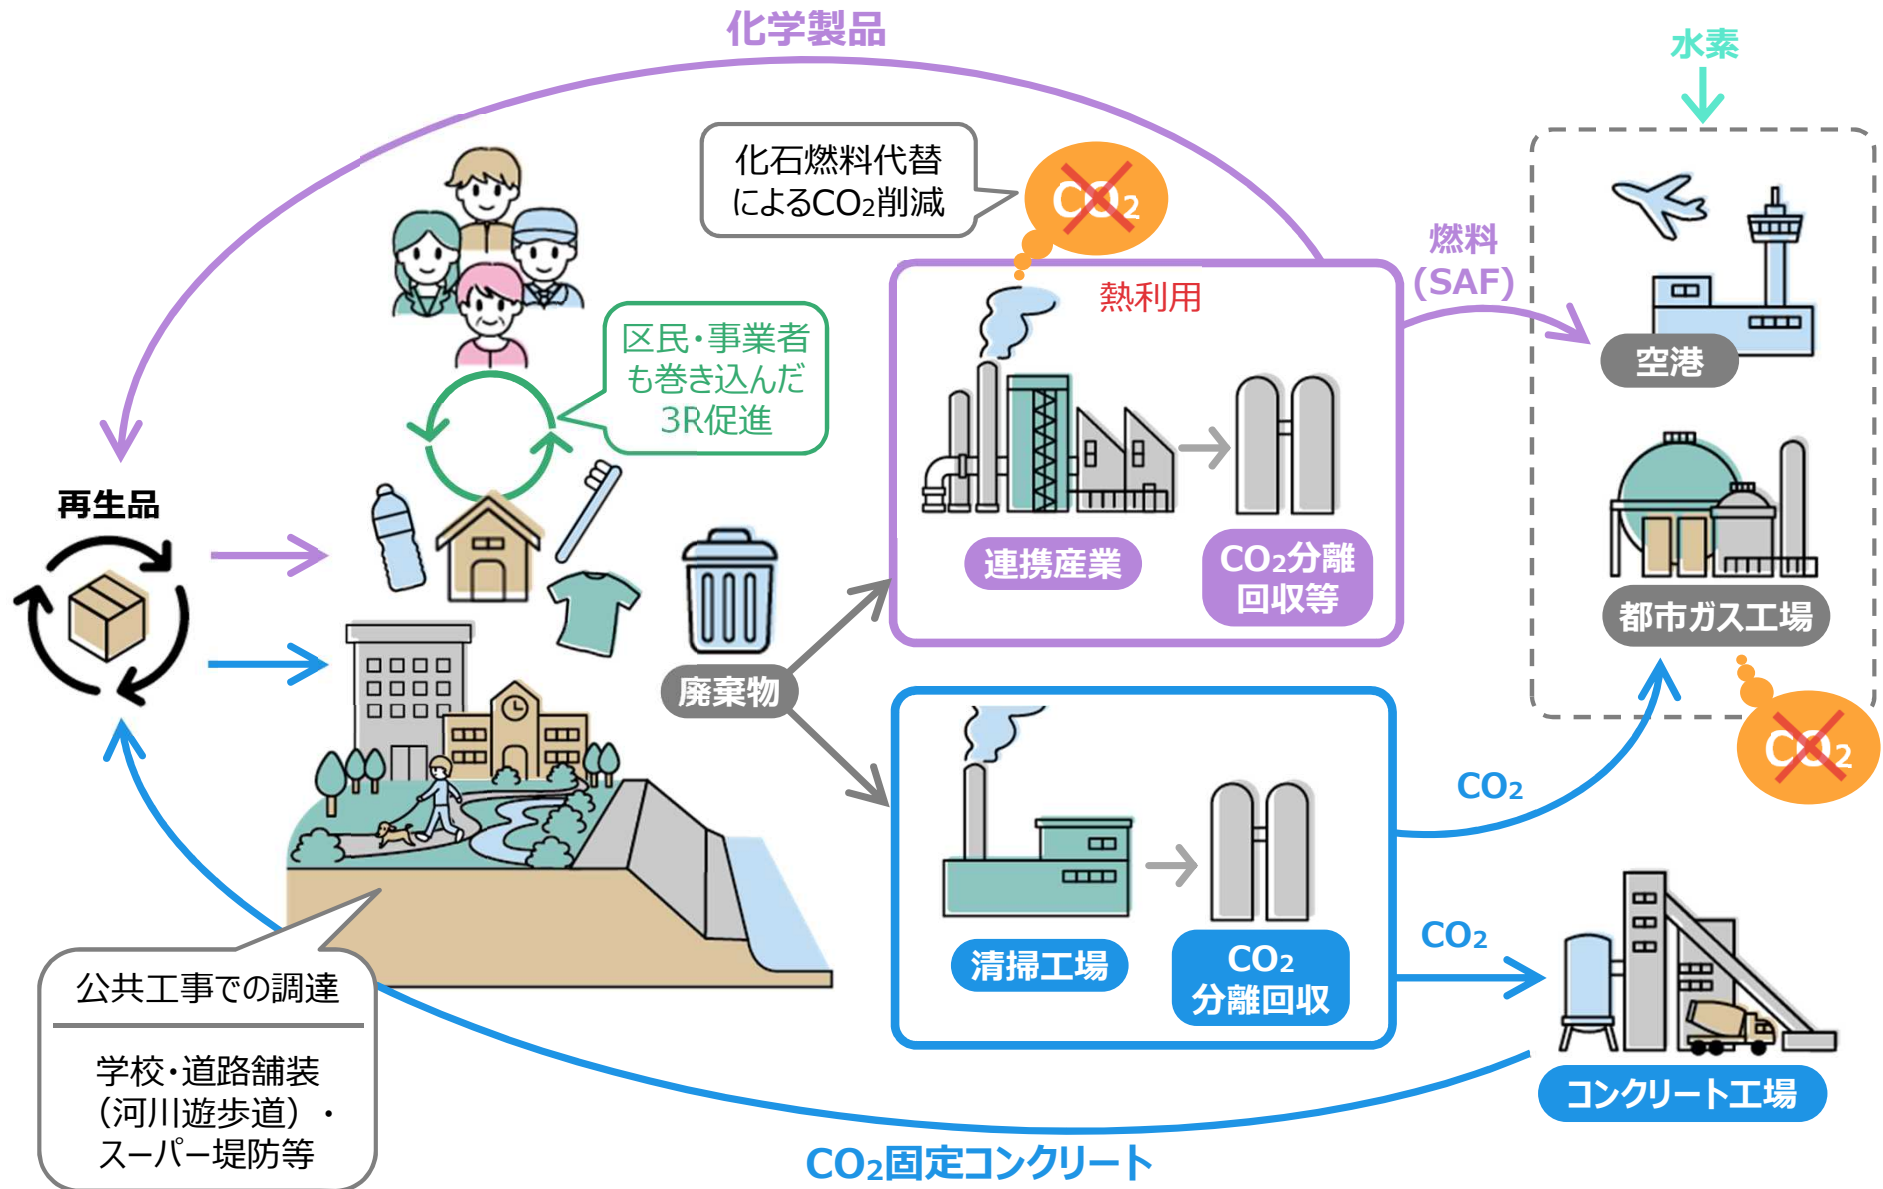 化学製品
水素
化石燃料代替
によるCO₂削減
CO₂
燃料
(SAF)
熱利用
区民・事業者
も巻き込んだ
3R促進
空港
再生品
連携産業
CO₂分離
回収等
都市ガス工場
廃棄物
CO₂
CO₂
CO₂
清掃工場
CO₂
分離回収
公共工事での調達
学校・道路舗装
(河川遊歩道)・
スーパー堤防等
コンクリート工場
CO₂固定コンクリート